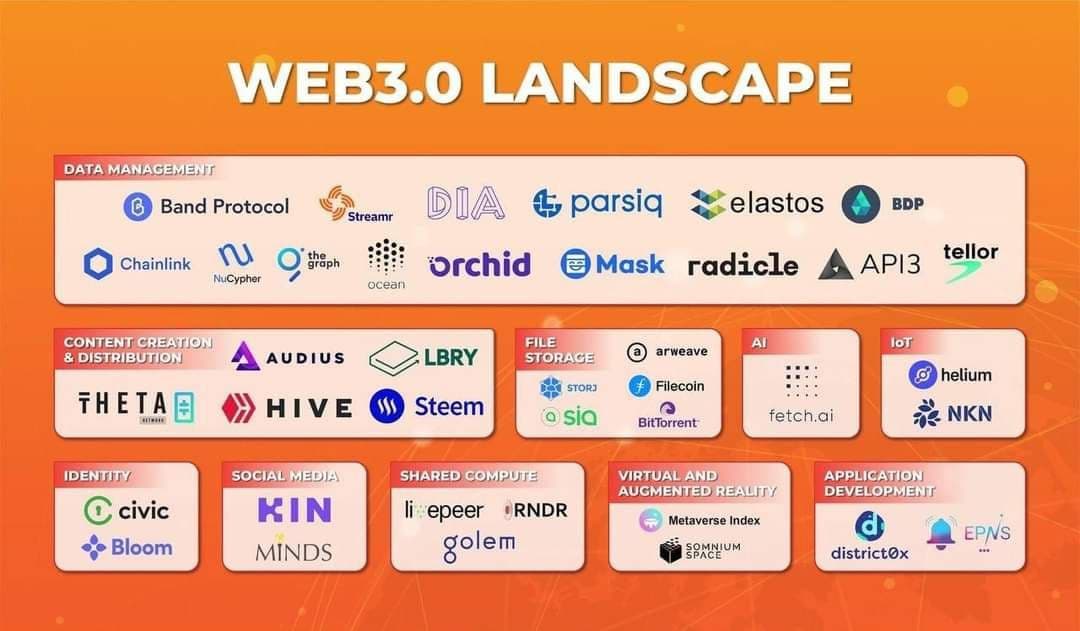 WEB3.0 LANDSCAPE
DATA MANAGEMENT
Band Protocol
Streamr
DIA
parsiq
elastos
BDP
Chainlink
NuCypher
the
graph
ocean
orchid
Mask
radicle
API3
tellor
CONTENT CREATION
& DISTRIBUTION
AUDIUS
LBRY
THETA
NETWORK
HIVE
Steem
FILE
STORAGE
arweave
STORJ
Filecoin
sia
BitTorrent
AI
fetch.ai
IoT
helium
NKN
IDENTITY
civic
Bloom
SOCIAL MEDIA
KIN
MINDS
SHARED COMPUTE
livepeer
RNDR
golem
VIRTUAL AND
AUGMENTED REALITY
Metaverse Index
SOMNIUM
SPACE
APPLICATION
DEVELOPMENT
district0x
EPNS